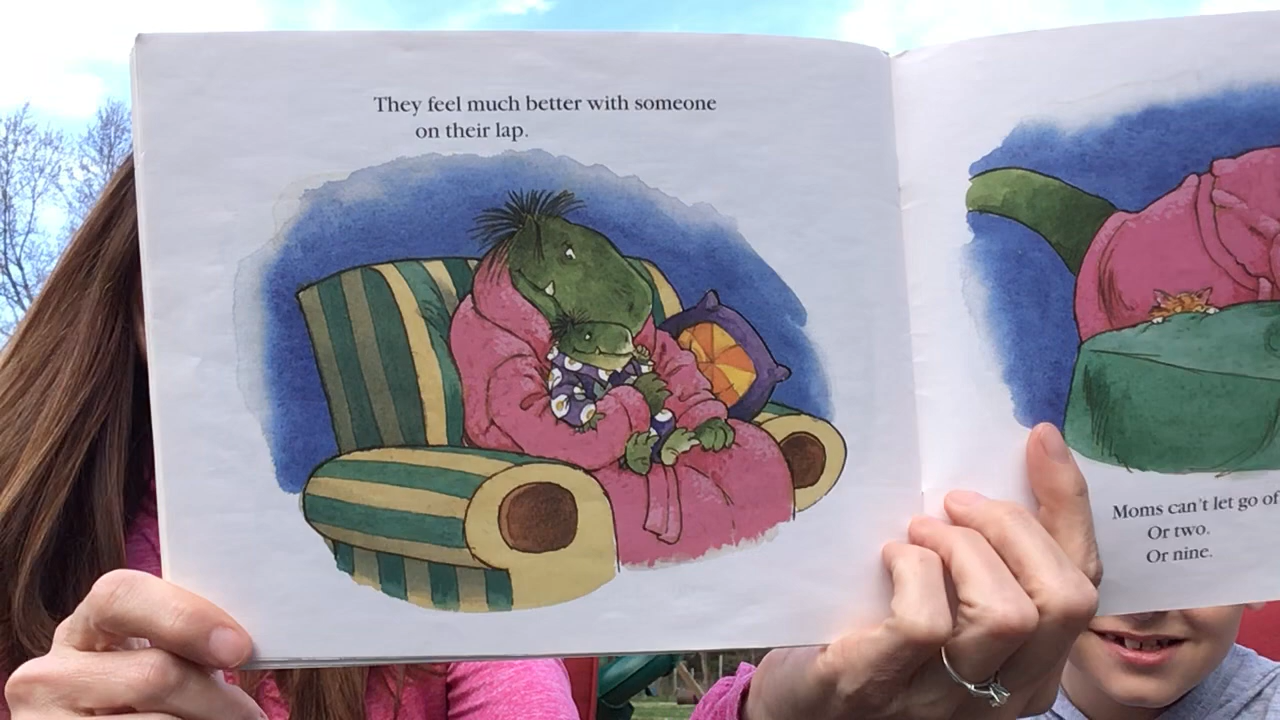 They feel much better with someone
on their lap.
Moms can't let go of
Or two.
Or nine.